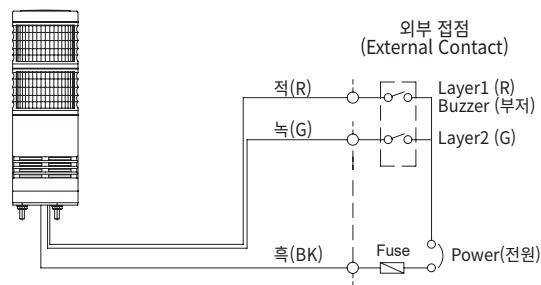 외부 접점
(External Contact)
적(R)
Layer1 (R)
Buzzer (부저)
녹(G)
Layer2 (G)
흑(BK)
Fuse
Power(전원)